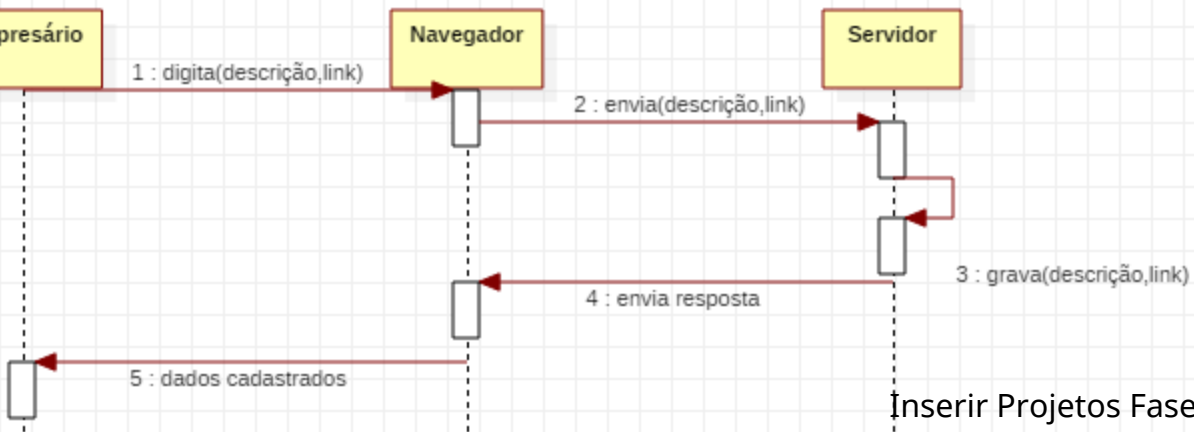 presário
Navegador
Servidor
1 : digita(descrição,link)
2 : envia(descrição,link)
3 : grava(descrição,link)
4 : envia resposta
5 : dados cadastrados
Inserir Projetos Fase